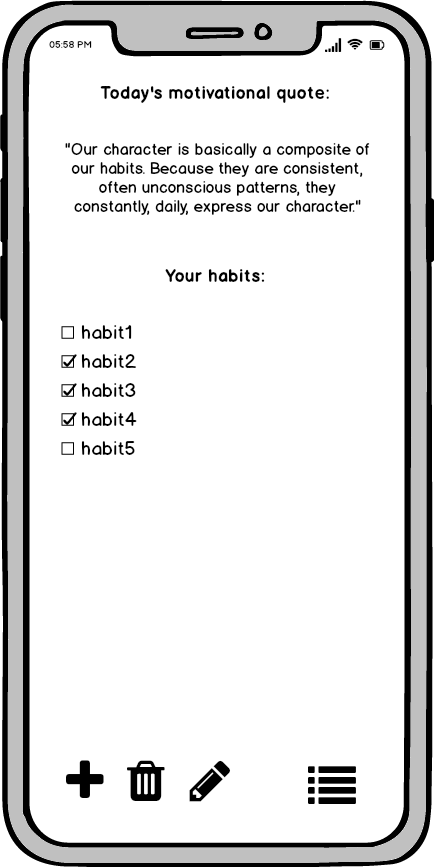 05:58 PM
Today's motivational quote:
"Our character is basically a composite of
our habits. Because they are consistent,
often unconscious patterns, they
constantly, daily, express our character."
Your habits:
habit1
habit2
habit3
habit4
habit5